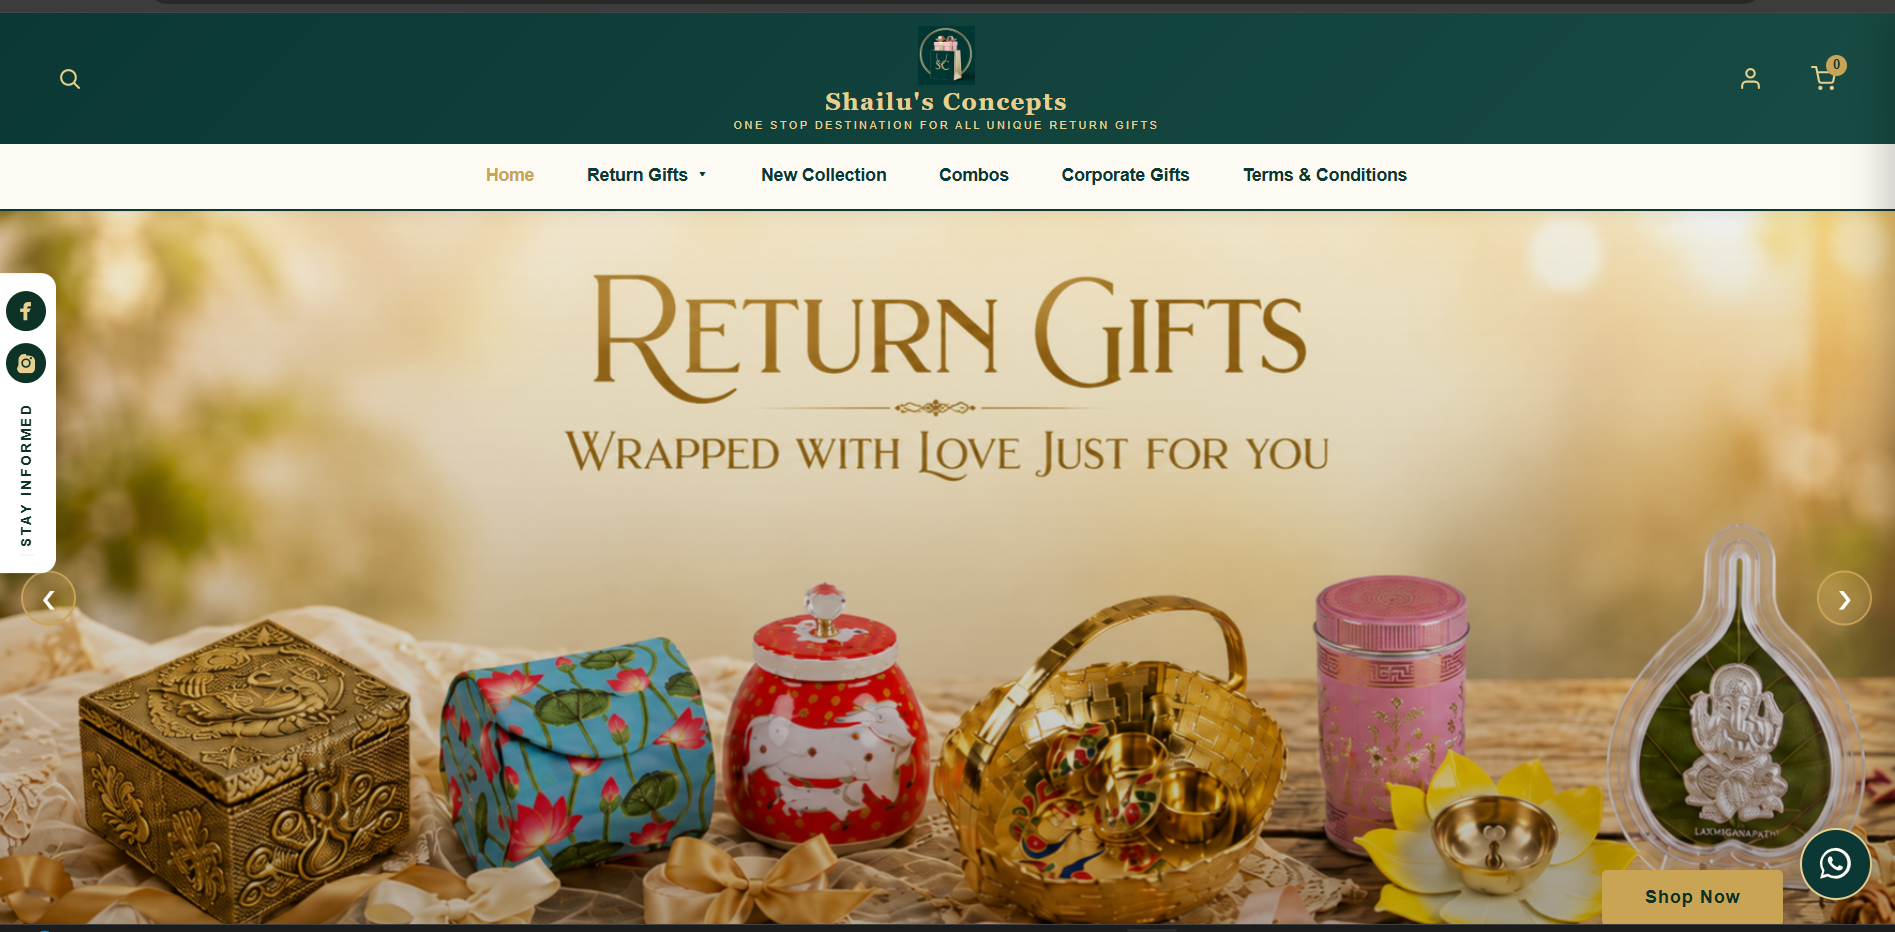 SC
0
Shailu's Concepts
ONE STOP DESTINATION FOR ALL UNIQUE RETURN GIFTS
Home
Return Gifts
New Collection
Combos
Corporate Gifts
Terms & Conditions
RETURN GIFTS
WRAPPED WITH LOVE JUST FOR YOU
STAY INFORMED
LAXMIGANAPATHI
Shop Now